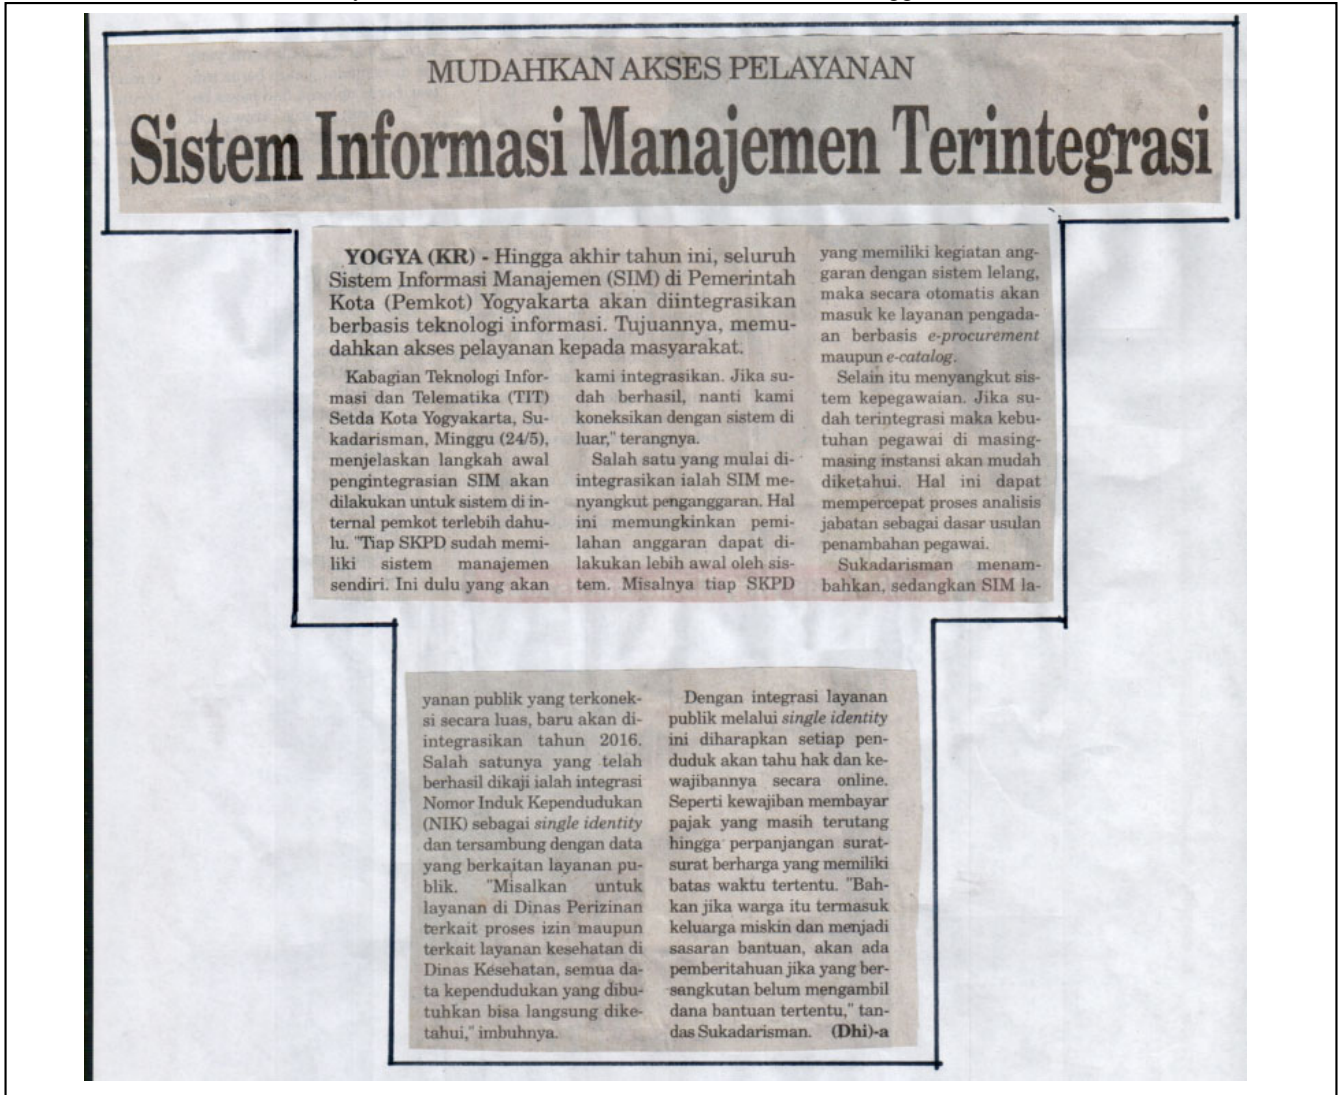 MUDAHKAN AKSES PELAYANAN
Sistem Informasi Manajemen Terintegrasi
YOGYA (KR) - Hingga akhir tahun ini, seluruh
Sistem Informasi Manajemen (SIM) di Pemerintah
Kota (Pemkot) Yogyakarta akan diintegrasikan
berbasis teknologi informasi. Tujuannya, memu-
dahkan akses pelayanan kepada masyarakat.
Kabagian Teknologi Infor-
masi dan Telematika (TIT)
Setda Kota Yogyakarta, Su-
kadarisman, Minggu (24/5),
menjelaskan langkah awal
pengintegrasian SIM akan
dilakukan untuk sistem di in-
ternal pemkot terlebih dahu-
lu. "Tiap SKPD sudah memi-
liki sistem manajemen
sendiri. Ini dulu yang akan
kami integrasikan. Jika su-
dah berhasil, nanti kami
koneksikan dengan sistem di
luar," terangnya.
Salah satu yang mulai di-
integrasikan ialah SIM me-
nyangkut penganggaran. Hal
ini memungkinkan pemi-
lahan anggaran dapat di-
lakukan lebih awal oleh sis-
tem. Misalnya tiap SKPD
yang memiliki kegiatan ang-
garan dengan sistem lelang,
maka secara otomatis akan
masuk ke layanan pengada-
an berbasis e-procurement
maupun e-catalog.
Selain itu menyangkut sis-
tem kepegawaian. Jika su-
dah terintegrasi maka kebu-
tuhan pegawai di masing-
masing instansi akan mudah
diketahui. Hal ini dapat
mempercepat proses analisis
jabatan sebagai dasar usulan
penambahan pegawai.
Sukadarisman menam-
bahkan, sedangkan SIM la-
yanan publik yang terkonek-
si secara luas, baru akan di-
integrasikan tahun 2016.
Salah satunya yang telah
berhasil dikaji ialah integrasi
Nomor Induk Kependudukan
(NIK) sebagai single identity
dan tersambung dengan data
yang berkaitan layanan pu-
blik. "Misalkan untuk
layanan di Dinas Perizinan
terkait proses izin maupun
terkait layanan kesehatan di
Dinas Kesehatan, semua da-
ta kependudukan yang dibu-
tuhkan bisa langsung dike-
tahui," imbuhnya.
Dengan integrasi layanan
publik melalui single identity
ini diharapkan setiap pen-
duduk akan tahu hak dan ke-
wajibannya secara online.
Seperti kewajiban membayar
pajak yang masih terutang
hingga perpanjangan surat-
surat berharga yang memiliki
batas waktu tertentu. "Bah-
kan jika warga itu termasuk
keluarga miskin dan menjadi
sasaran bantuan, akan ada
pemberitahuan jika yang ber-
sangkutan belum mengambil
dana bantuan tertentu," tan-
das Sukadarisman. (Dhi)-a